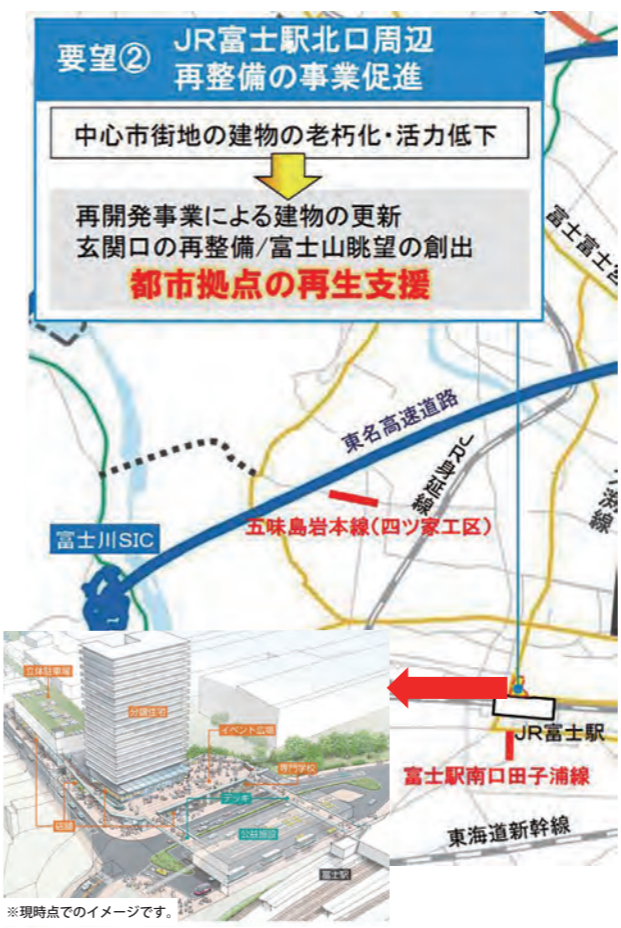 要望② JR富士駅北口周辺
再整備の事業促進
中心市街地の建物の老朽化・活力低下
再開発事業による建物の更新
玄関口の再整備/富士山眺望の創出
都市拠点の再生支援
富士富士宮
東名高速道路
JR身延線
渕線
五味島岩本線(四ツ家工区)
富士川SIC
立体駐車場
分譲住宅
イベント広場
専門学校
デッキ
店舗
公益施設
富士駅
JR富士駅
富士駅南口田子浦線
東海道新幹線
※現時点でのイメージです。